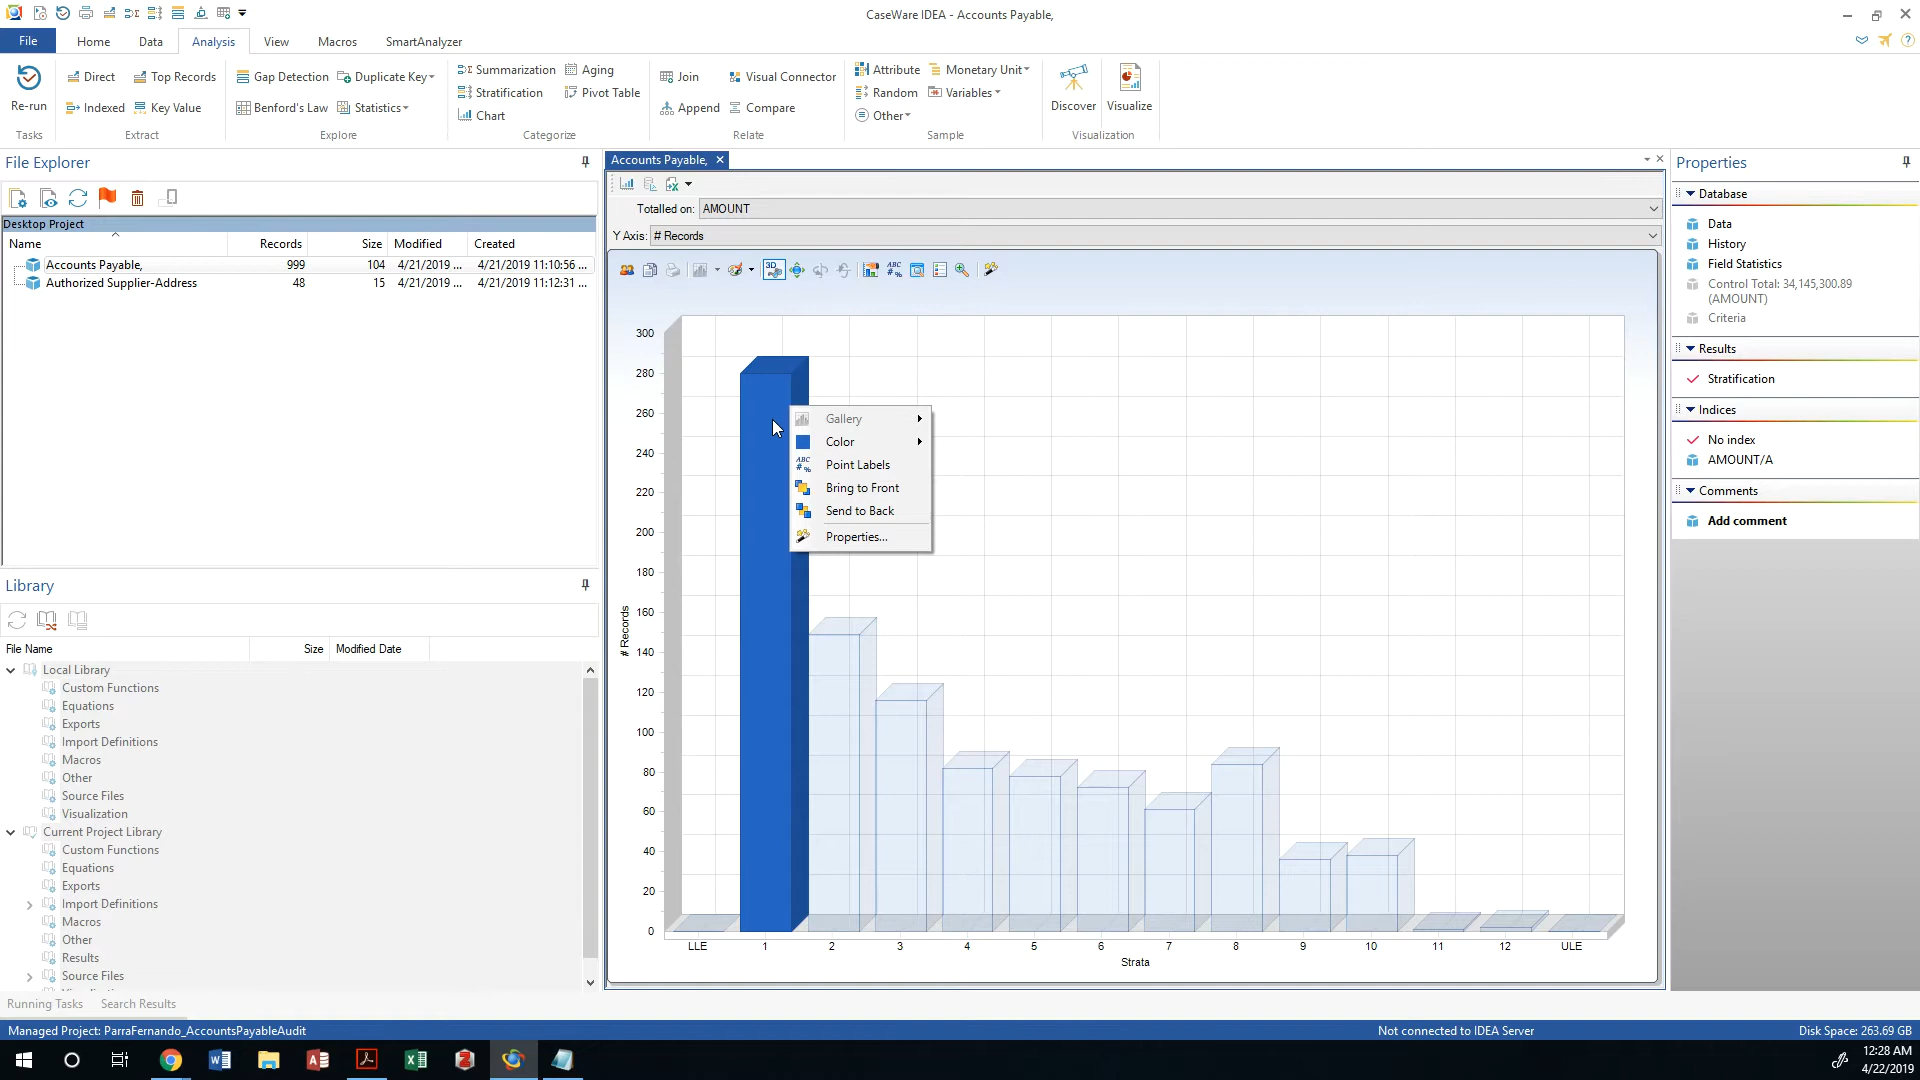 CaseWare IDEA - Accounts Payable,
File Home Data Analysis View Macros SmartAnalyzer
Direct Top Records Gap Detection Duplicate Key Summarization Aging Join Visual Connector Attribute Monetary Unit
Stratification Pivot Table Random Variables
Re-run Indexed Key Value Benford's Law Statistics Chart Append Compare Other Discover Visualize
Tasks Extract Explore Categorize Relate Sample Visualization
File Explorer
Desktop Project
Name Records Size Modified Created
Accounts Payable, 999 104 4/21/2019 ... 4/21/2019 11:10:56 ...
Authorized Supplier-Address 48 15 4/21/2019 ... 4/21/2019 11:12:31 ...
Library
File Name Size Modified Date
Local Library
Custom Functions
Equations
Exports
Import Definitions
Macros
Other
Source Files
Visualization
Current Project Library
Custom Functions
Equations
Exports
Import Definitions
Macros
Other
Results
Source Files
Running Tasks Search Results
Accounts Payable,
Totalled on: AMOUNT
Y Axis: # Records
300
280
260
240
220
200
180
160
140
120
100
80
60
40
20
0
# Records
LLE 1 2 3 4 5 6 7 8 9 10 11 12 ULE
Strata
Gallery
Color
ABC
#%
Point Labels
Bring to Front
Send to Back
Properties...
3D
ABC
#%
Properties
Database
Data
History
Field Statistics
Control Total: 34,145,300.89
(AMOUNT)
Criteria
Results
Stratification
Indices
No index
AMOUNT/A
Comments
Add comment
Managed Project: ParraFernando_AccountsPayableAudit Not connected to IDEA Server Disk Space: 263.69 GB
12:28 AM
4/22/2019